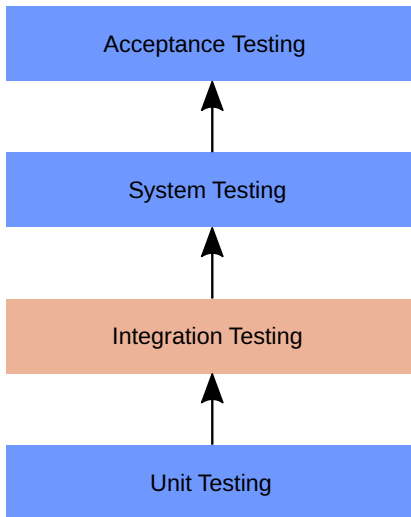 Acceptance Testing
System Testing
Integration Testing
Unit Testing